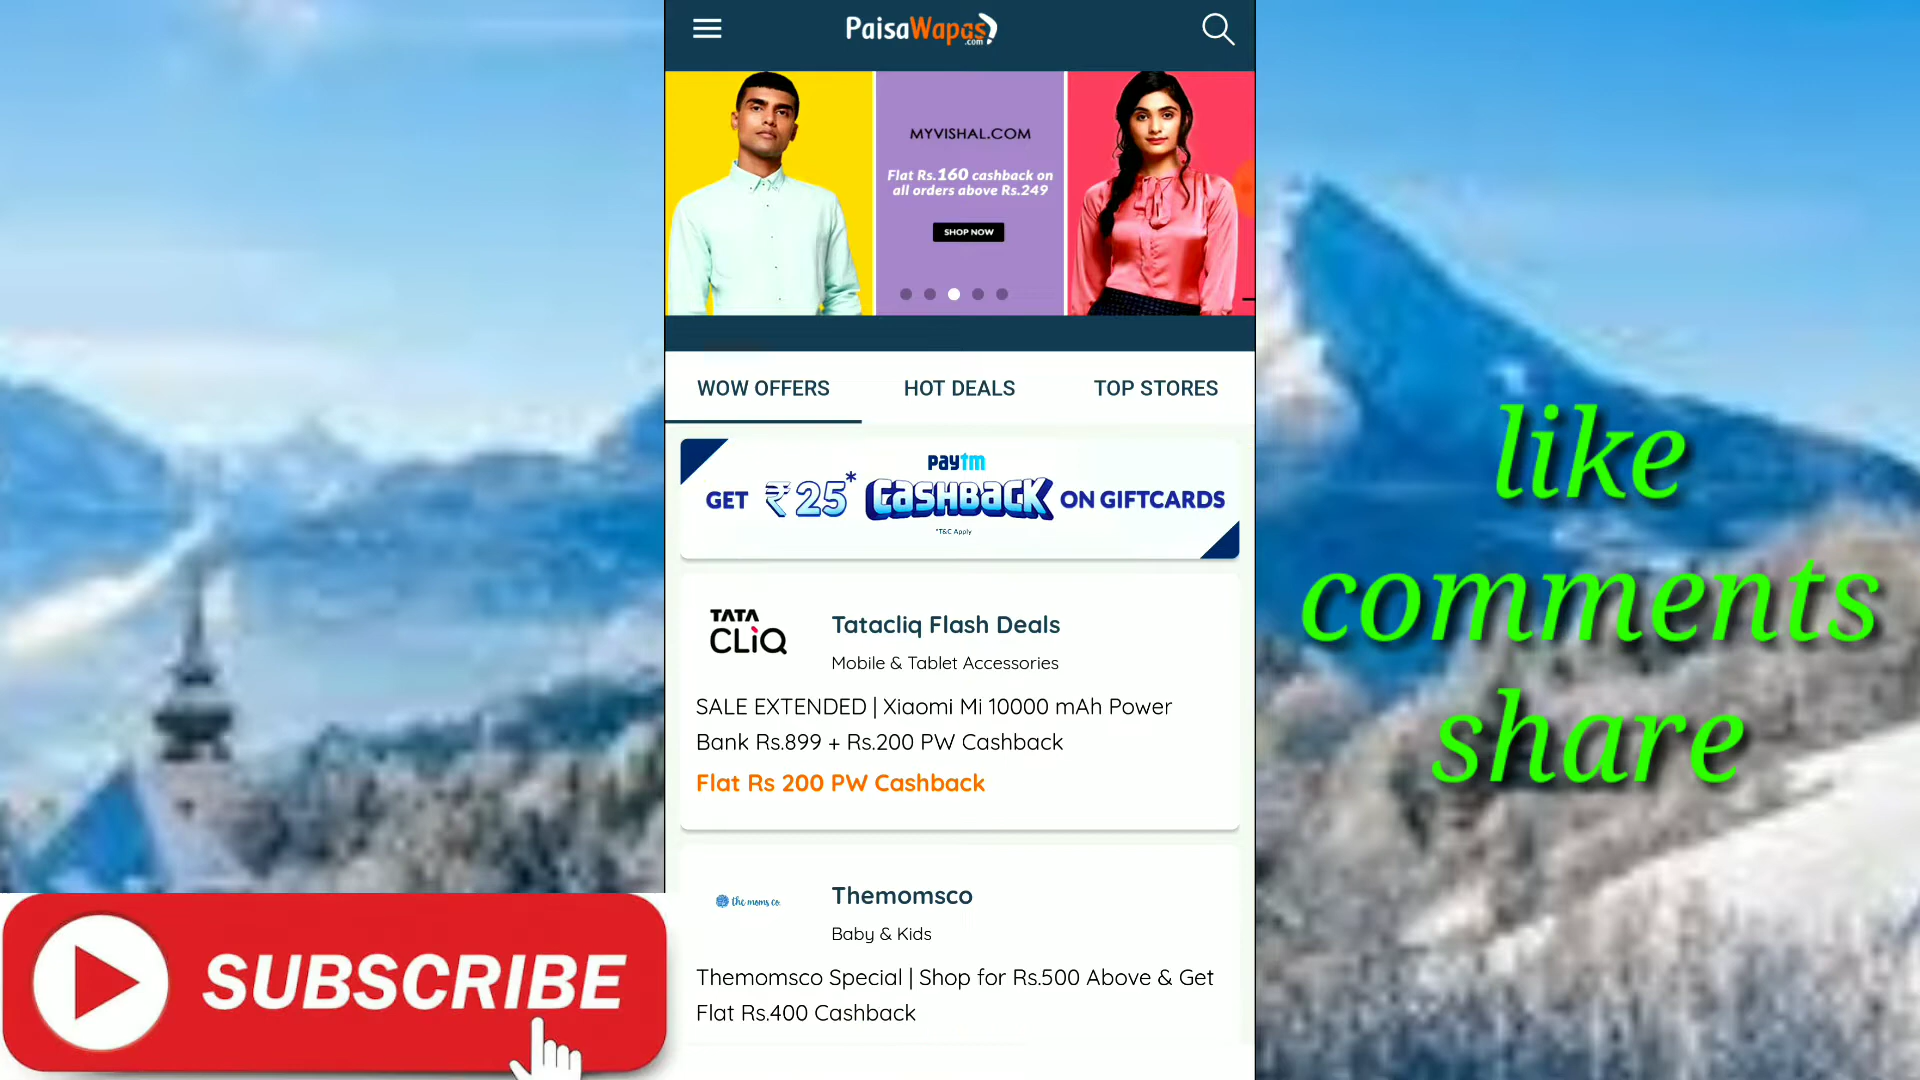 PaisaWapas
.com
MYVISHAL.COM
Flat Rs.160 cashback on
all orders above Rs.249
SHOP NOW
WOW OFFERS
HOT DEALS
TOP STORES
paytm
GET ₹25* CASHBACK ON GIFTCARDS
*T&C Apply
TATA
CLiQ
Tatacliq Flash Deals
Mobile & Tablet Accessories
SALE EXTENDED | Xiaomi Mi 10000 mAh Power
Bank Rs.899 + Rs.200 PW Cashback
Flat Rs 200 PW Cashback
the moms co.
Themomsco
Baby & Kids
Themomsco Special | Shop for Rs.500 Above & Get
Flat Rs.400 Cashback
like
comments
share
SUBSCRIBE